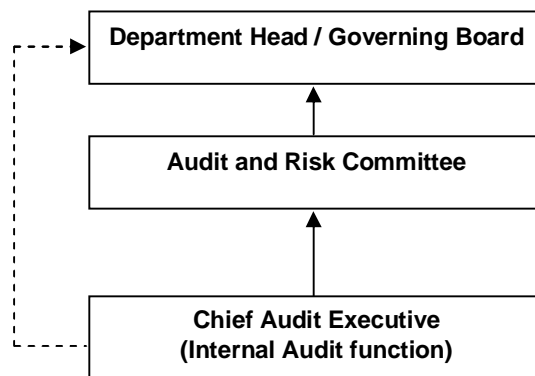 Department Head / Governing Board
Audit and Risk Committee
Chief Audit Executive
(Internal Audit function)